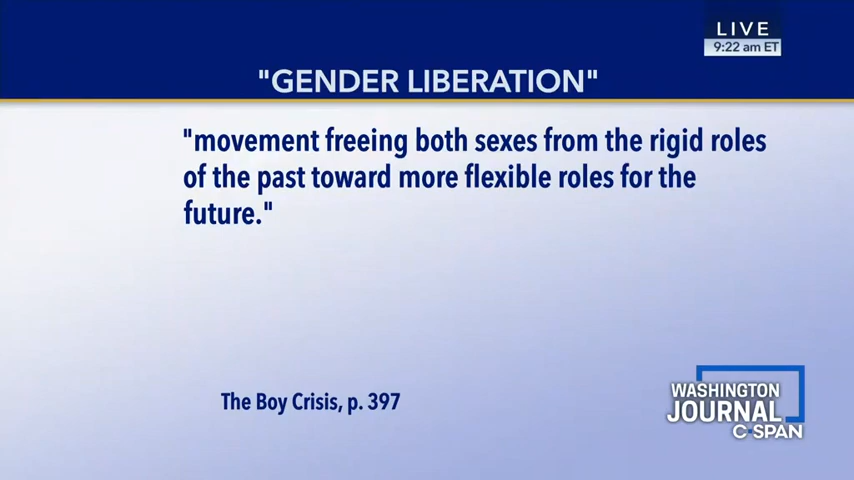 LIVE
9:22 am ET
"GENDER LIBERATION"
"movement freeing both sexes from the rigid roles
of the past toward more flexible roles for the
future."
The Boy Crisis, p. 397
WASHINGTON
JOURNAL
C-SPAN